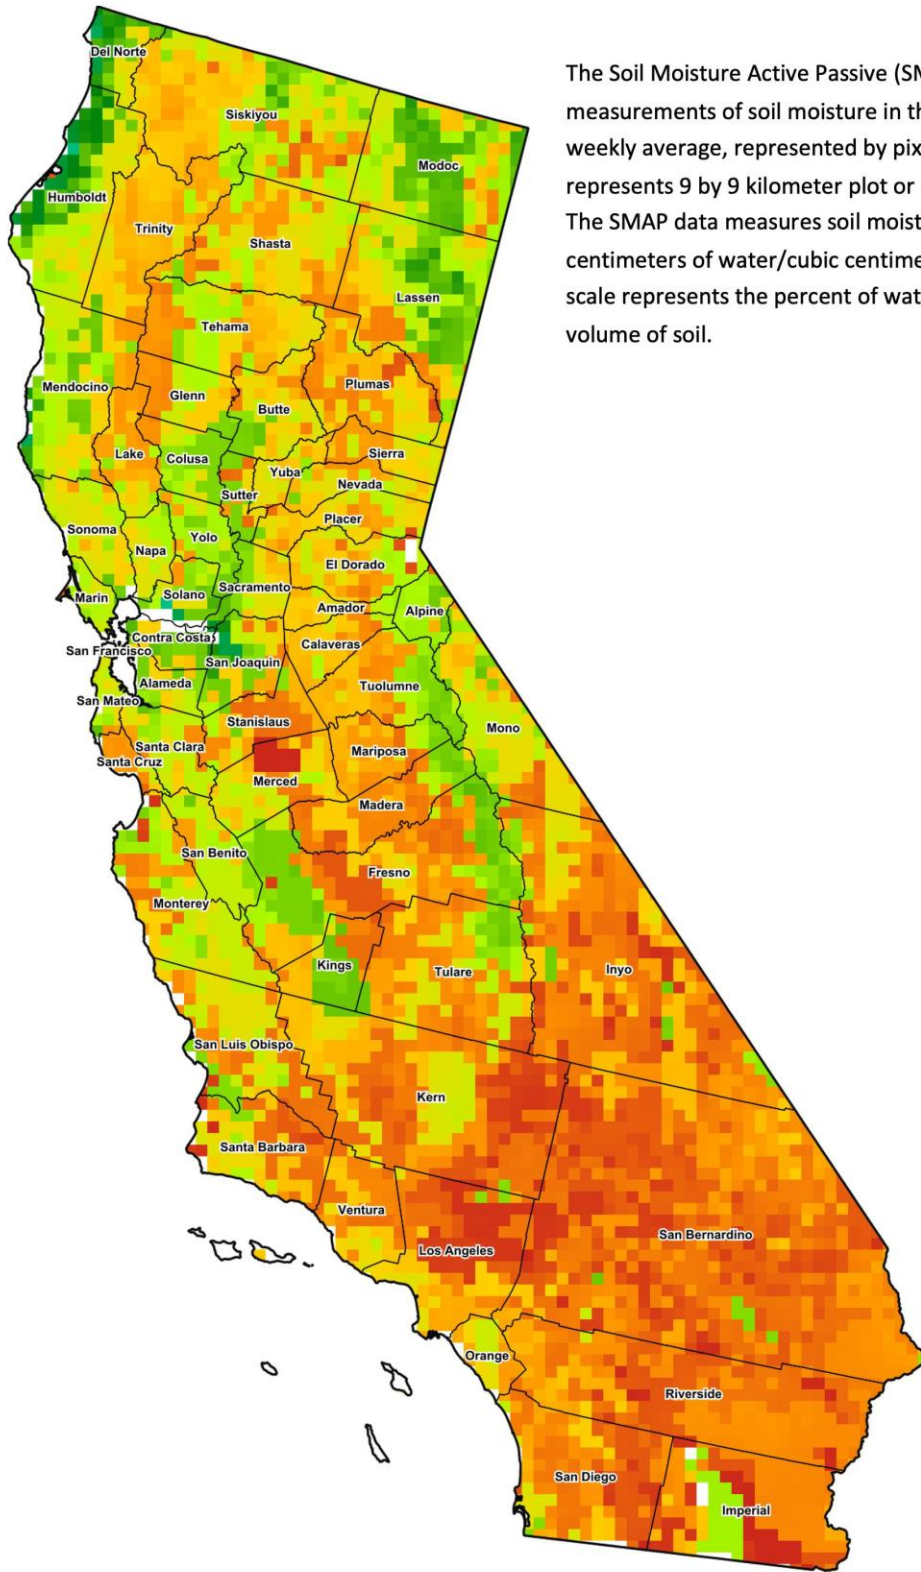 The Soil Moisture Active Passive (SM
measurements of soil moisture in th
weekly average, represented by pix
represents 9 by 9 kilometer plot or
The SMAP data measures soil moist
centimeters of water/cubic centime
scale represents the percent of wat
volume of soil.
Del Norte
Siskiyou
Modoc
Humboldt
Trinity
Shasta
Lassen
Tehama
Mendocino
Glenn
Butte
Plumas
Lake
Colusa
Yuba
Sierra
Sutter
Nevada
Placer
Sonoma
Napa
Yolo
El Dorado
Marin
Solano
Sacramento
Amador
Alpine
Contra Costa
Calaveras
San Francisco
San Joaquin
Alameda
Tuolumne
San Mateo
Stanislaus
Mono
Santa Clara
Mariposa
Santa Cruz
Merced
Madera
San Benito
Fresno
Monterey
Kings
Tulare
Inyo
San Luis Obispo
Kern
Santa Barbara
Ventura
San Bernardino
Los Angeles
Orange
Riverside
San Diego
Imperial